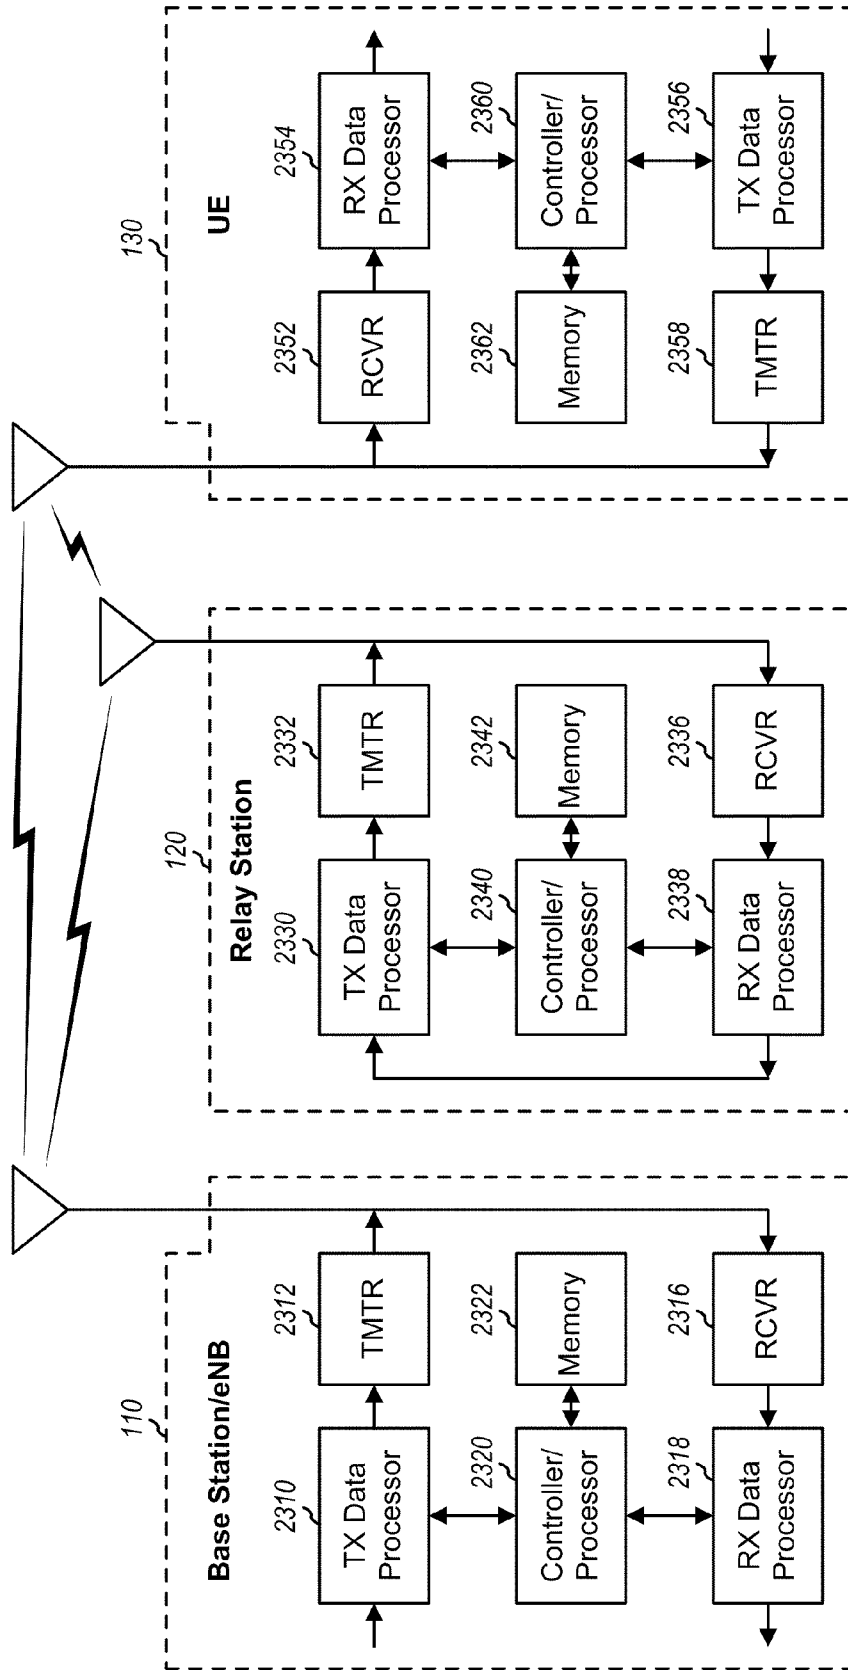 110
Base Station/eNB
2310
TX Data
Processor
2312
TMTR
2320
Controller/
Processor
2322
Memory
2318
RX Data
Processor
2316
RCVR
120
Relay Station
2330
TX Data
Processor
2332
TMTR
2340
Controller/
Processor
2342
Memory
2338
RX Data
Processor
2336
RCVR
130
UE
2352
RCVR
2354
RX Data
Processor
2362
Memory
2360
Controller/
Processor
2358
TMTR
2356
TX Data
Processor